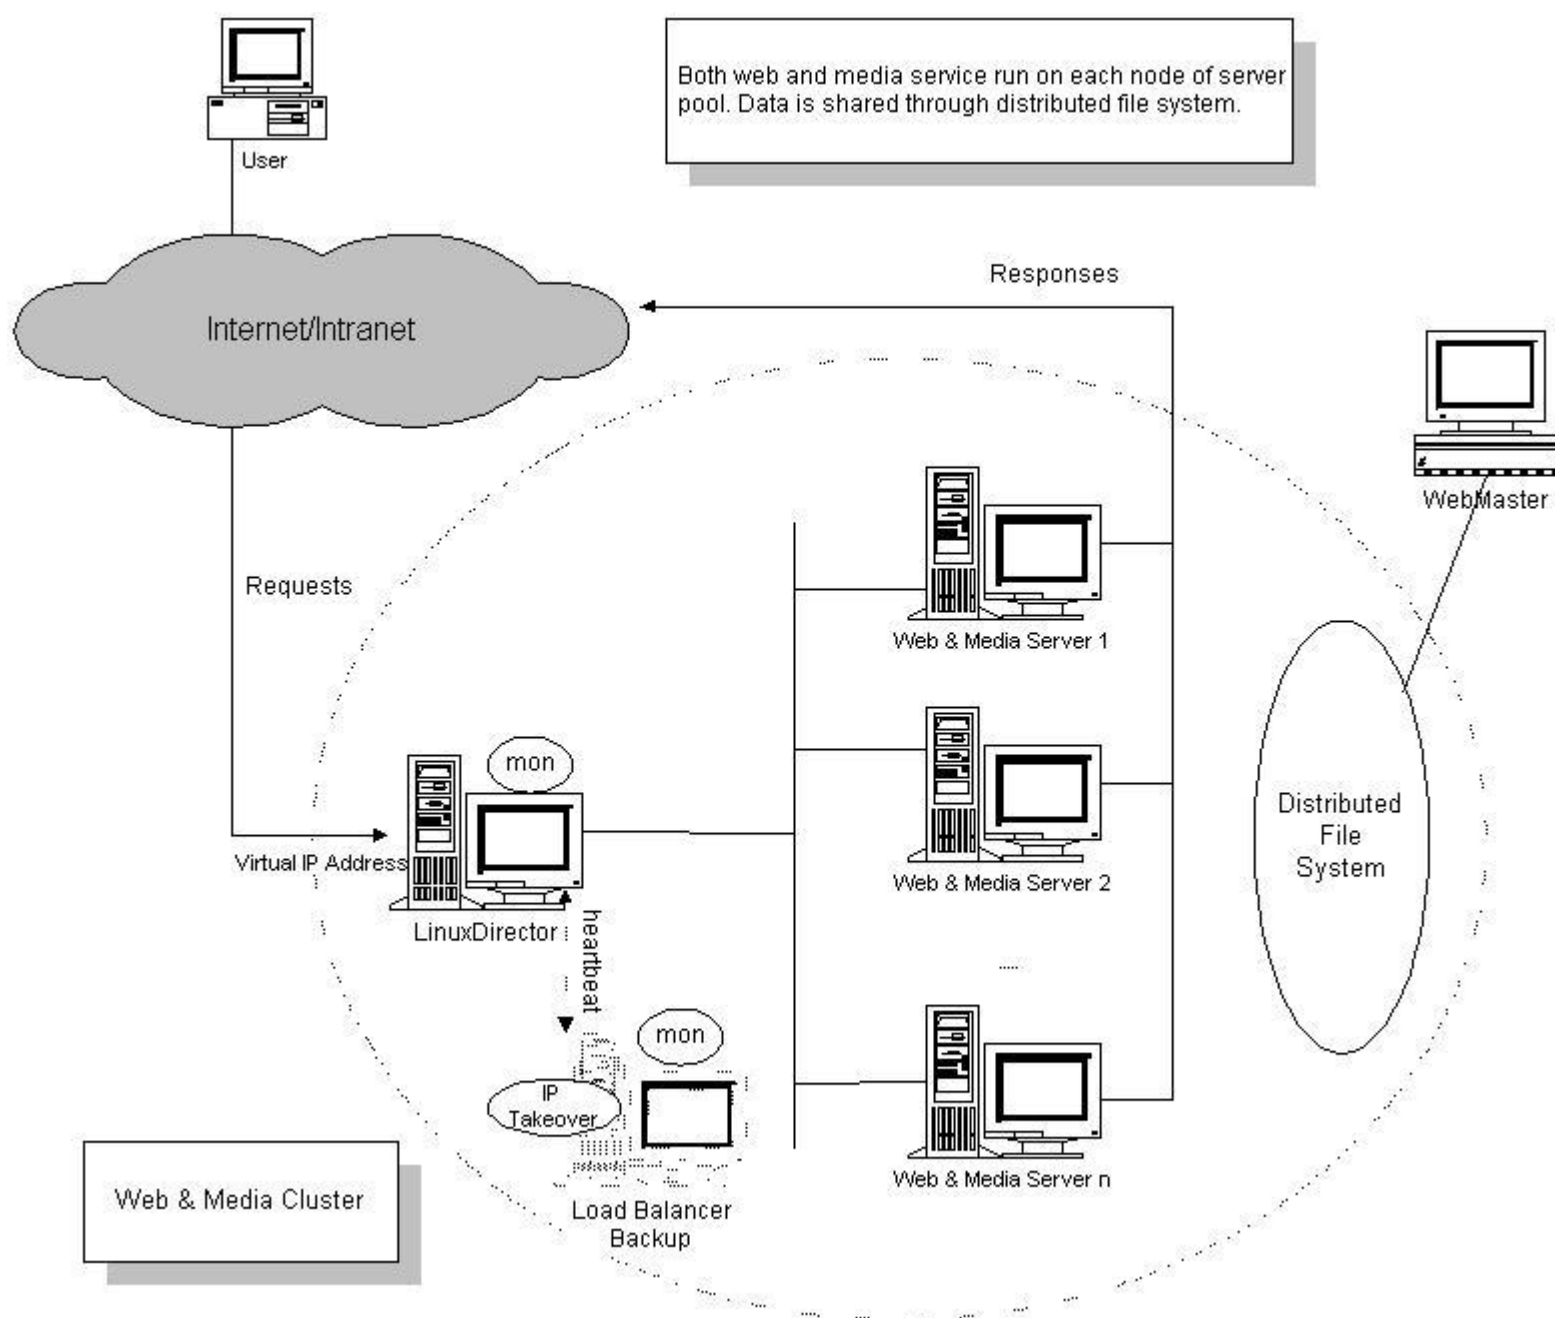 Both web and media service run on each node of server
pool. Data is shared through distributed file system.
User
Responses
Internet/Intranet
WebMaster
Requests
Web & Media Server 1
mon
Distributed
File
System
Virtual IP Address
Web & Media Server 2
LinuxDirector
heartbeat
mon
IP
Takeover
Web & Media Server n
Web & Media Cluster
Load Balancer
Backup